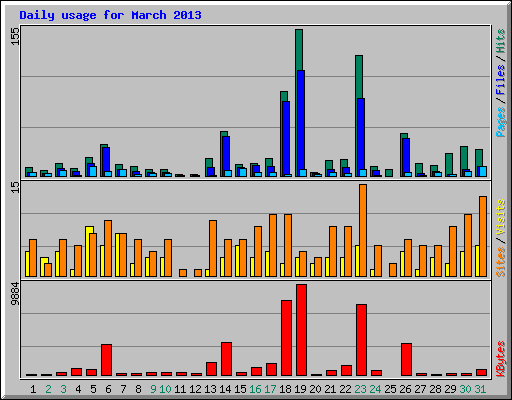 Daily usage for March 2013
155
Pages / Files / Hits
15
Sites / Visits
9884
KBytes
1 2 3 4 5 6 7 8 9 10 11 12 13 14 15 16 17 18 19 20 21 22 23 24 25 26 27 28 29 30 31